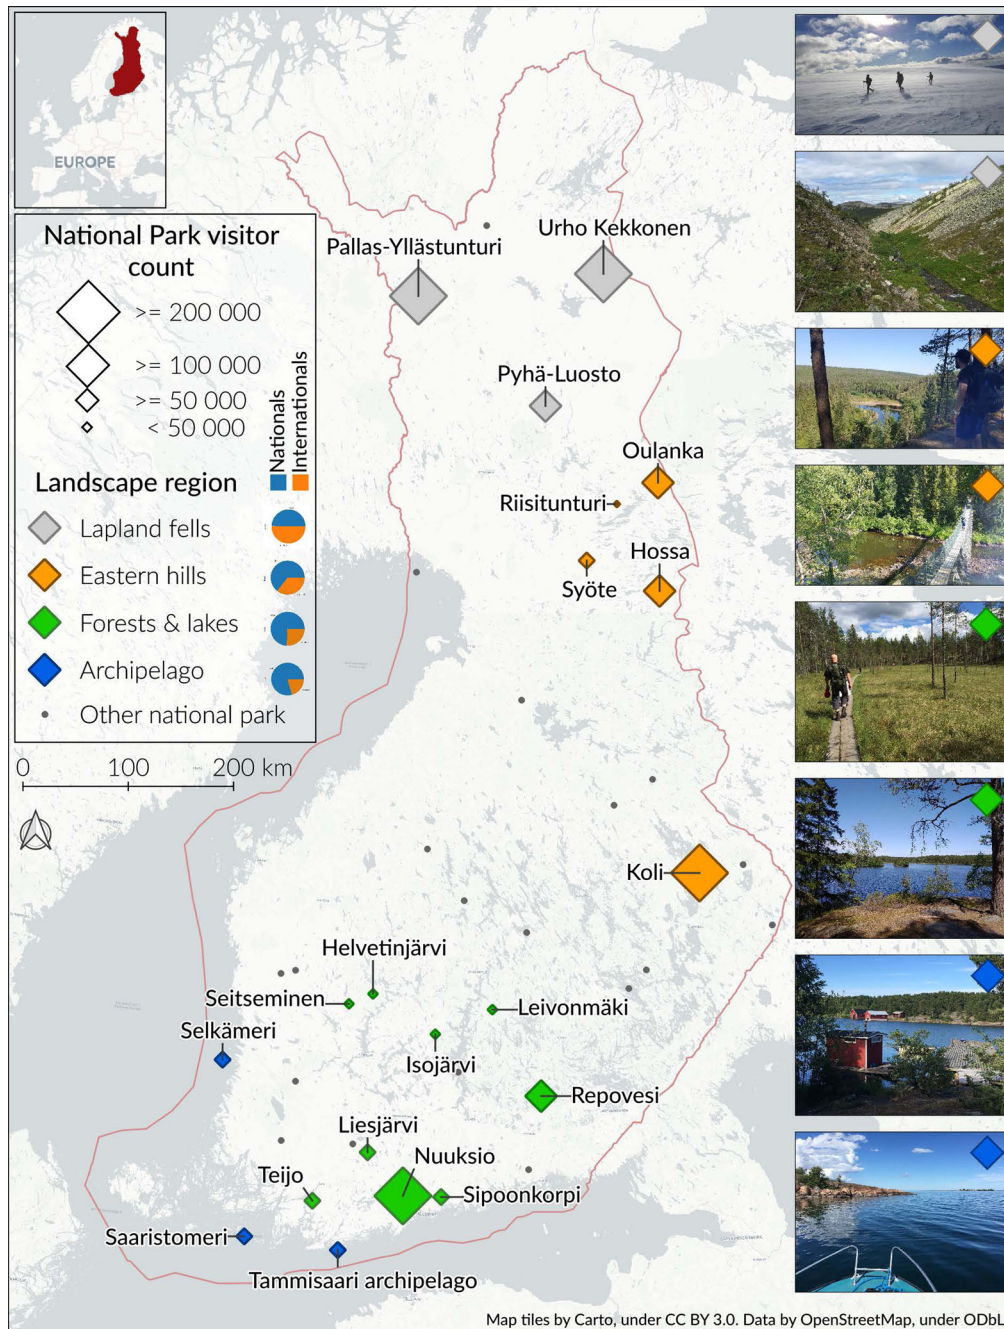 EUROPE
National Park visitor
count
>= 200 000
>= 100 000
>= 50 000
< 50 000
Nationals
Internationals
Landscape region
Lapland fells
Eastern hills
Forests & lakes
Archipelago
Other national park
0 100 200 km
Urho Kekkonen
Pallas-Yllästunturi
Pyhä-Luosto
Oulanka
Riisitunturi
Hossa
Syöte
Koli
Helvetinjärvi
Seitseminen
Leivonmäki
Selkämeri
Isojärvi
Repovesi
Liesjärvi
Nuuksio
Teijo
Sipoonkorpi
Saaristomeri
Tammisaari archipelago
Map tiles by Carto, under CC BY 3.0. Data by OpenStreetMap, under ODbL